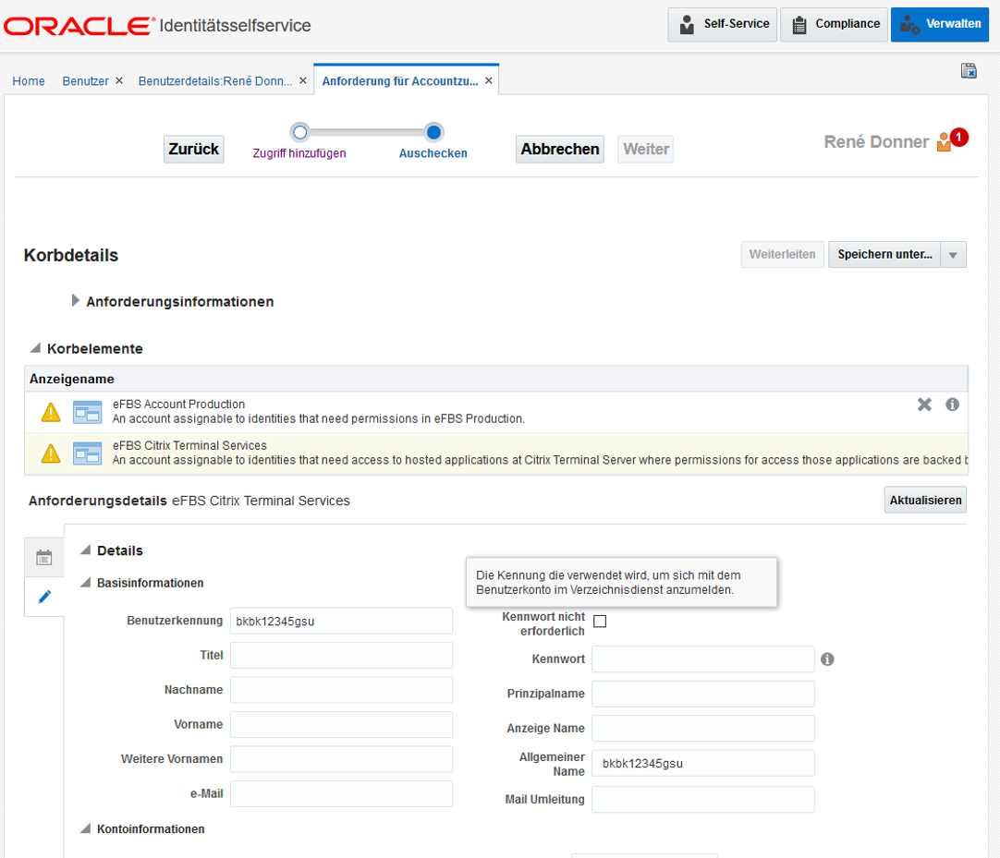 ORACLE® Identitätsselfservice
Self-Service
Compliance
Verwalten
Home
Benutzer ×
Benutzerdetails:René Donn... ×
Anforderung für Accountzu... ×
Zurück
Zugriff hinzufügen
Auschecken
Abbrechen
Weiter
René Donner
1
Korbdetails
Weiterleiten
Speichern unter...
Anforderungsinformationen
Korbelemente
Anzeigename
eFBS Account Production
An account assignable to identities that need permissions in eFBS Production.
eFBS Citrix Terminal Services
An account assignable to identities that need access to hosted applications at Citrix Terminal Server where permissions for access those applications are backed
Anforderungsdetails eFBS Citrix Terminal Services
Aktualisieren
Details
Basisinformationen
Die Kennung die verwendet wird, um sich mit dem
Benutzerkonto im Verzeichnisdienst anzumelden.
Benutzerkennung bkbk12345gsu
Titel
Nachname
Vorname
Weitere Vornamen
e-Mail
Kennwort nicht
erforderlich
Kennwort
Prinzipalname
Anzeige Name
Allgemeiner
Name
bkbk12345gsu
Mail Umleitung
Kontoinformationen